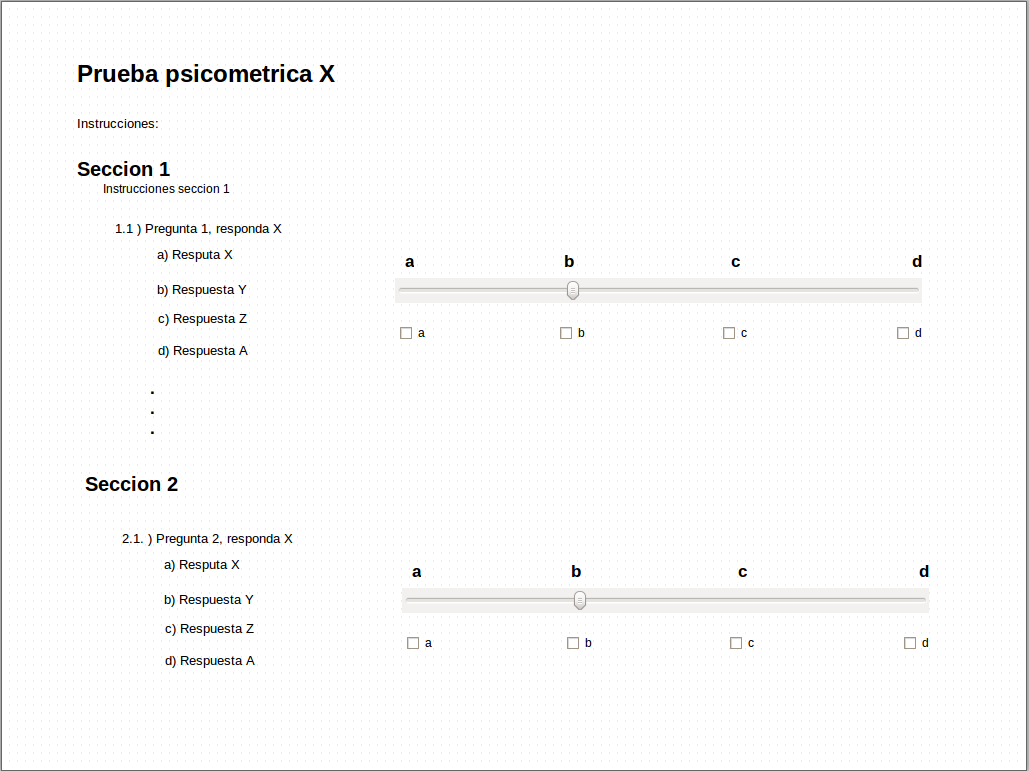 Prueba psicometrica X
Instrucciones:
Seccion 1
Instrucciones seccion 1
1.1 ) Pregunta 1, responda X
a) Resputa X
b) Respuesta Y
c) Respuesta Z
d) Respuesta A
a b c d
a b c d
.
.
.
Seccion 2
2.1. ) Pregunta 2, responda X
a) Resputa X
b) Respuesta Y
c) Respuesta Z
d) Respuesta A
a b c d
a b c d